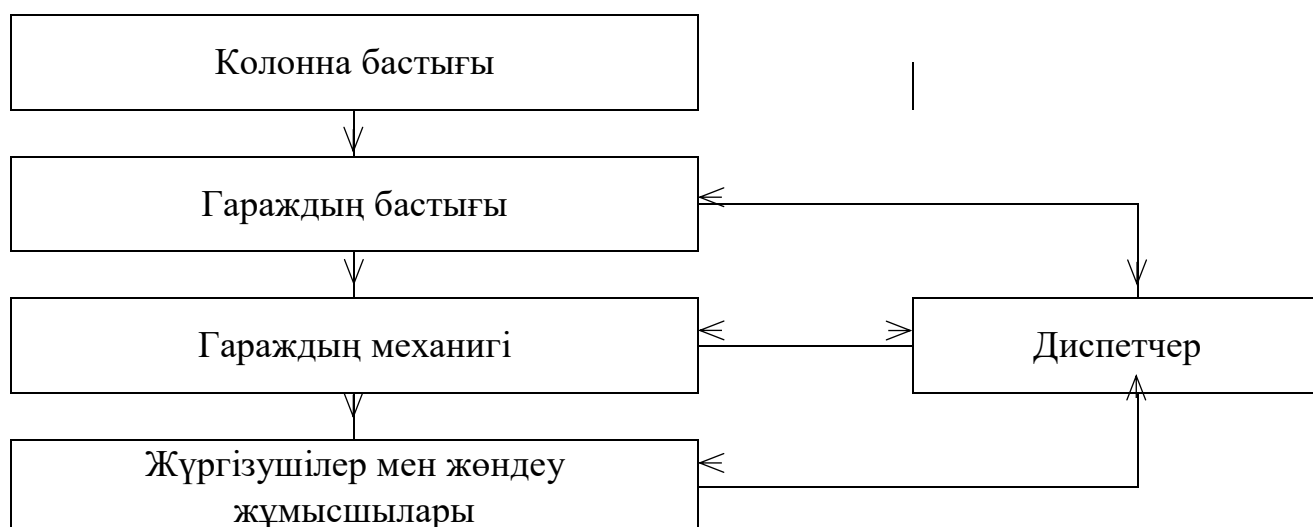 Колонна бастығы
Гараждың бастығы
Гараждың механигі
Диспетчер
Жүргізушілер мен жөндеу
жұмысшылары